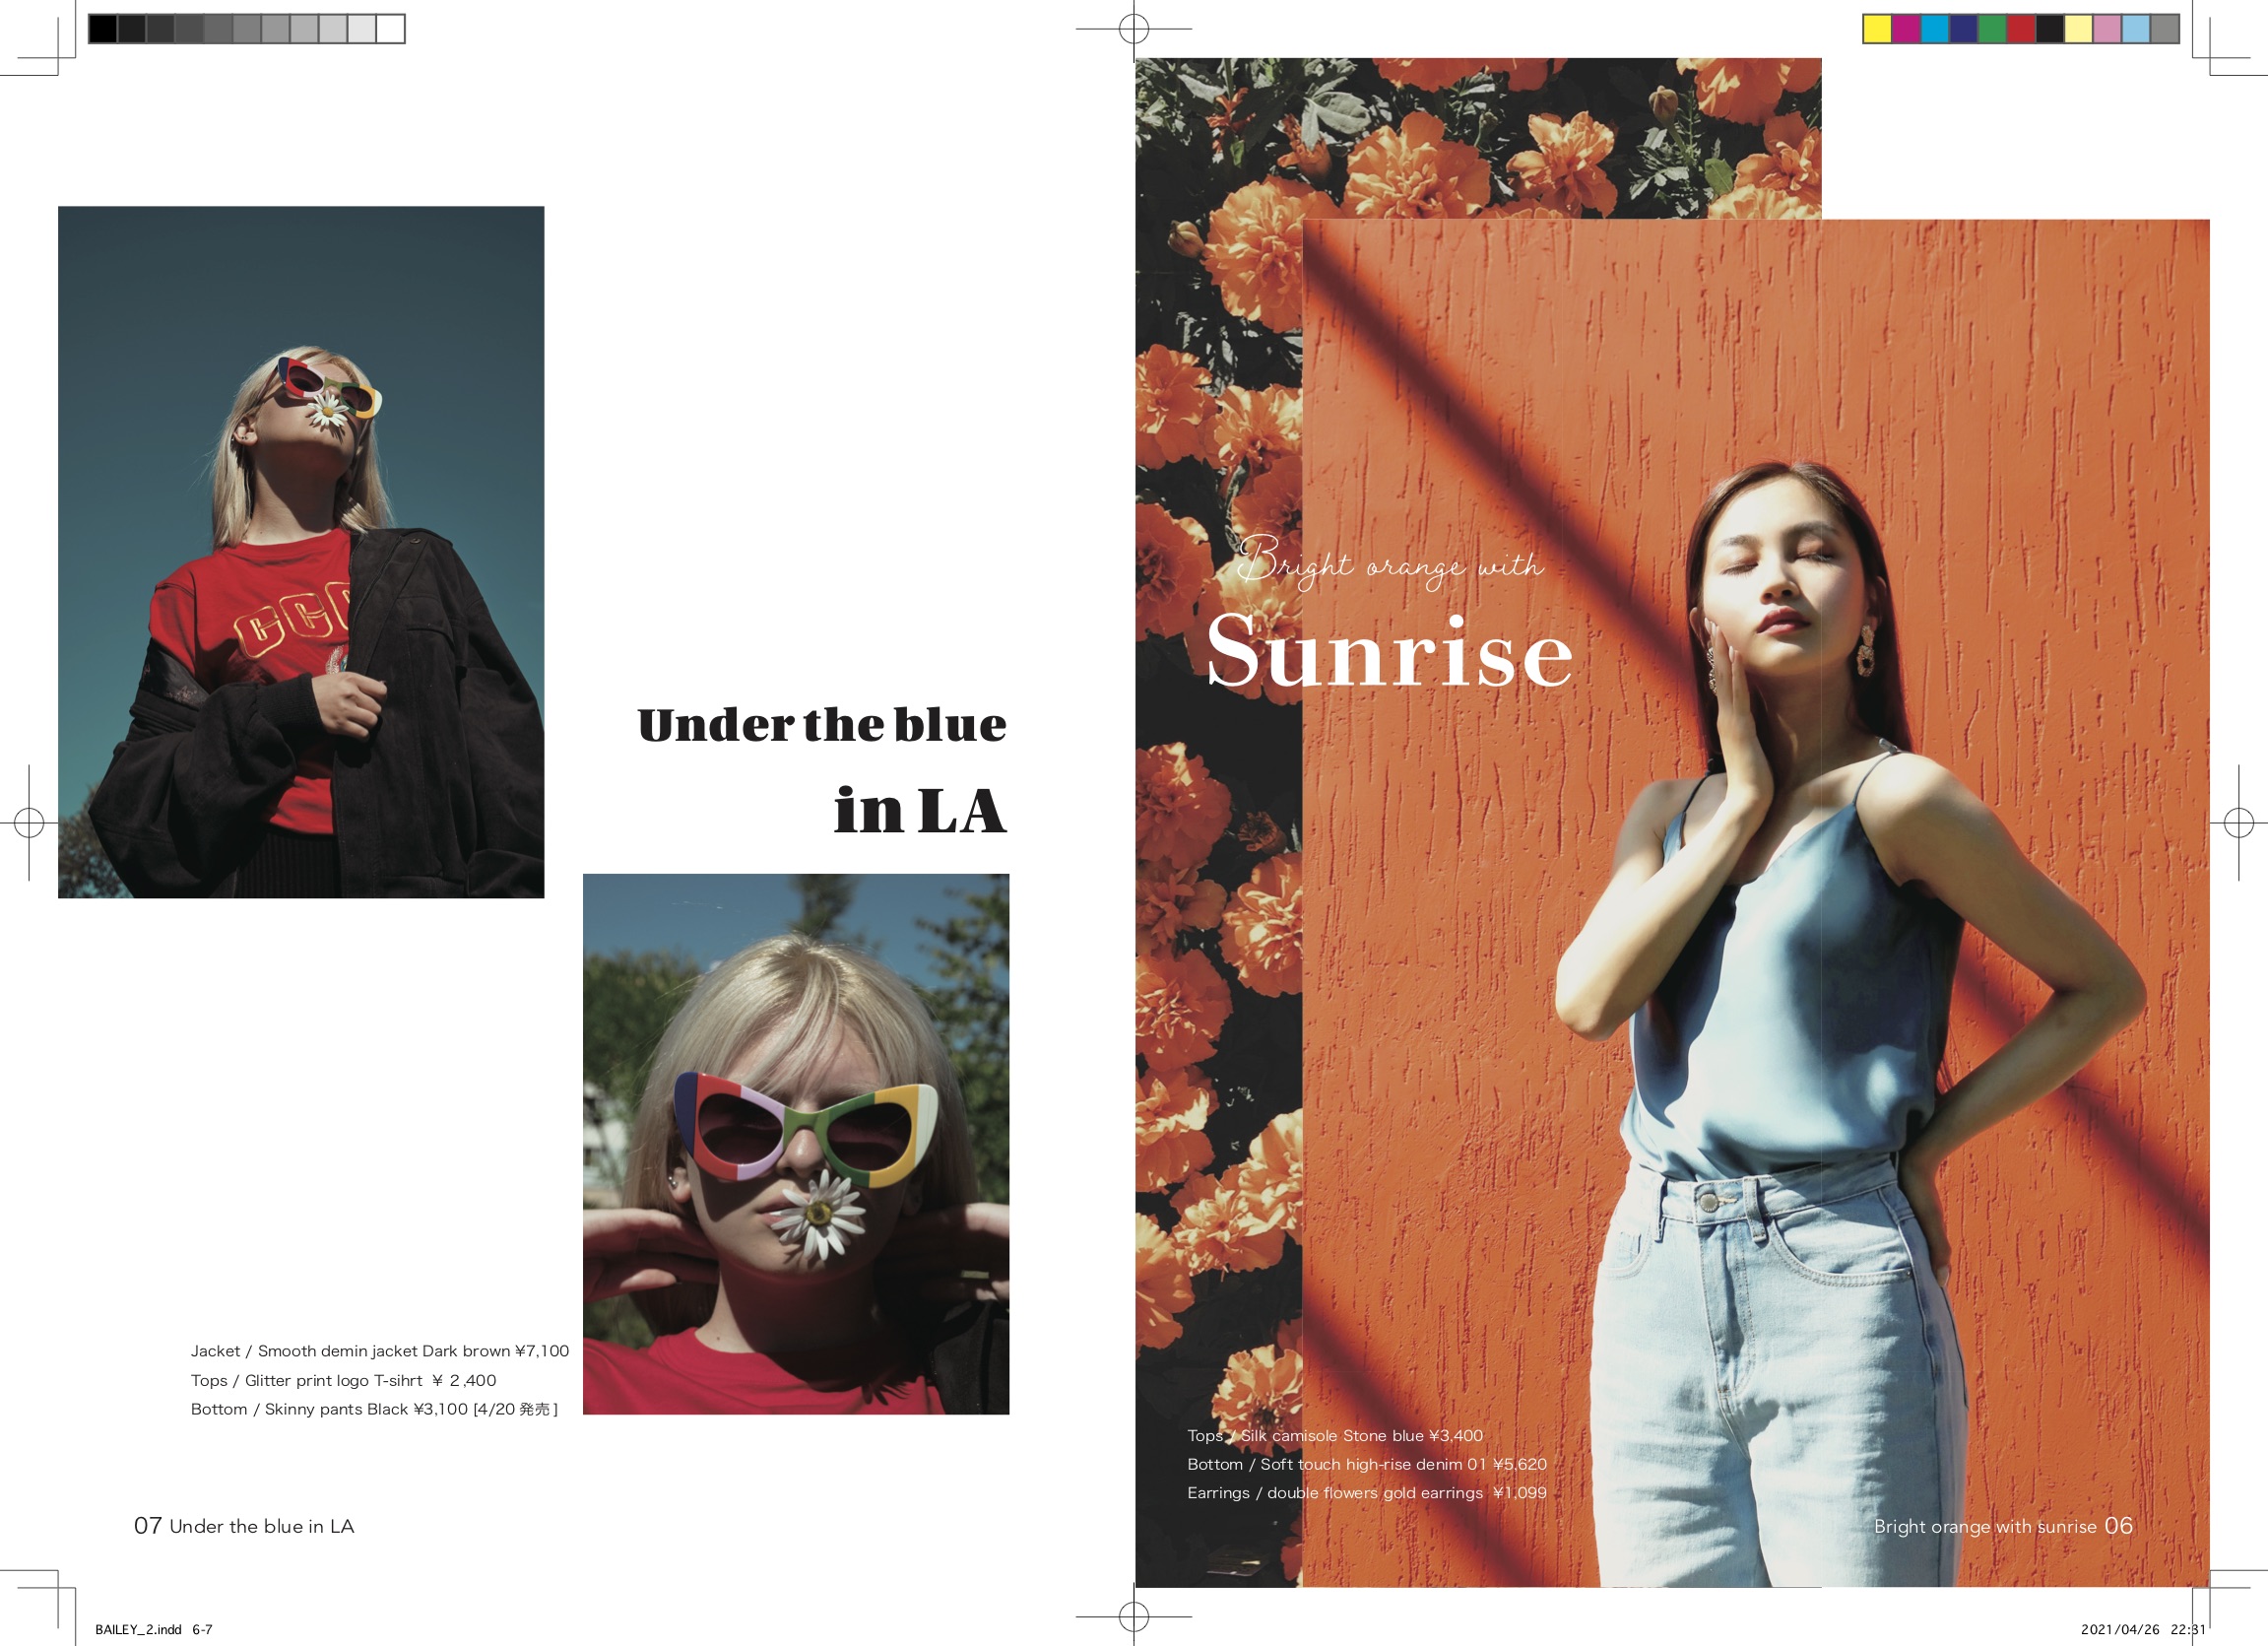 Under the blue
in LA
Jacket / Smooth demin jacket Dark brown ¥7,100
Tops / Glitter print logo T-sihrt ￥２,400
Bottom / Skinny pants Black ¥3,100 [4/20 発売 ]
07 Under the blue in LA
Bright orange with
Sunrise
Tops / Silk camisole Stone blue ¥3,400
Bottom / Soft touch high-rise denim 01 ¥5,620
Earrings / double flowers gold earrings ¥1,099
Bright orange with sunrise 06
BAILEY_2.indd 6-7
2021/04/26 22:31